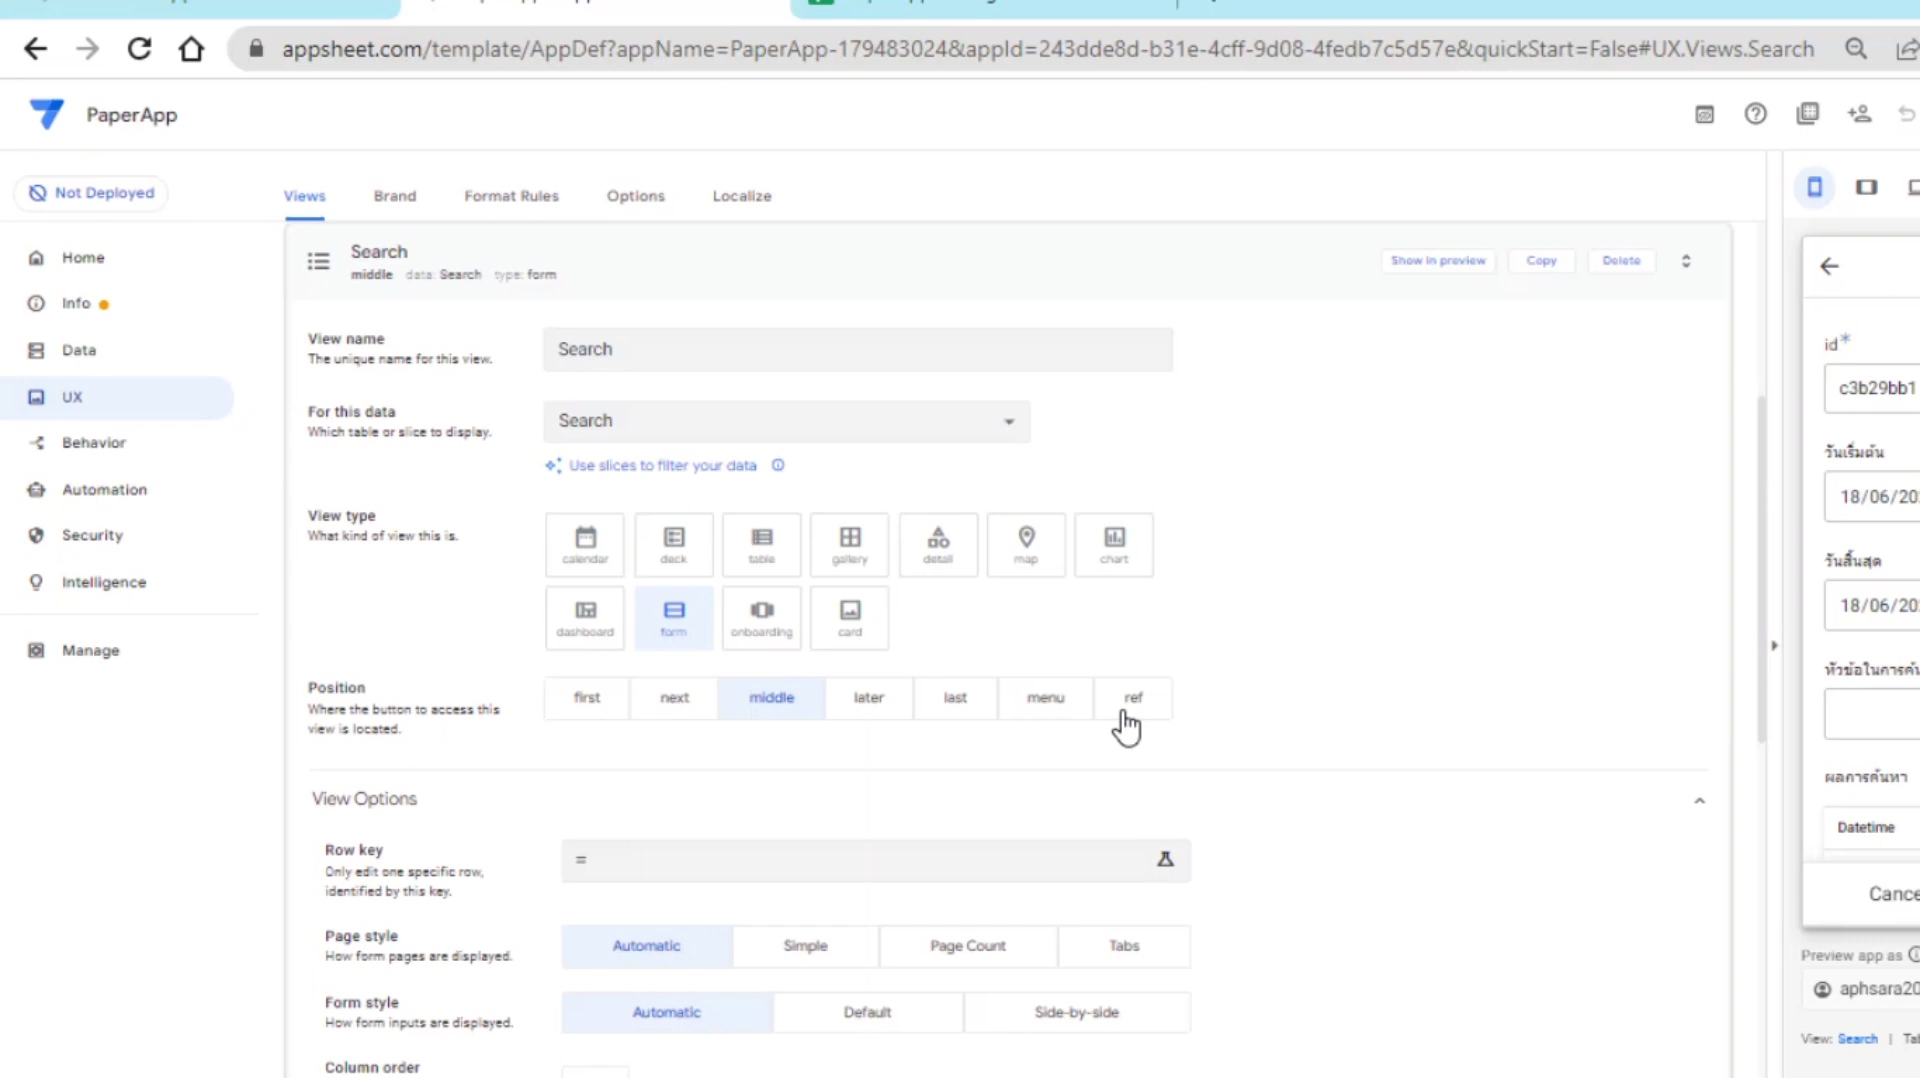 appsheet.com/template/AppDef?appName=PaperApp-179483024&appId=243dde8d-b31e-4cff-9d08-4fedb7c5d57e&quickStart=False#UX.Views.Search
PaperApp
Not Deployed
Views Brand Format Rules Options Localize
Home
Info
Data
UX
Behavior
Automation
Security
Intelligence
Manage
Search
middle data: Search type: form
Show in preview Copy Delete
View name
The unique name for this view.
Search
For this data
Which table or slice to display.
Search
Use slices to filter your data
View type
What kind of view this is.
calendar deck table gallery detail map chart
dashboard form onboarding card
Position
Where the button to access this
view is located.
first next middle later last menu ref
View Options
Row key
Only edit one specific row,
identified by this key.
=
Page style
How form pages are displayed.
Automatic Simple Page Count Tabs
Form style
How form inputs are displayed.
Automatic Default Side-by-side
Column order
id*
c3b29bb1
วันเริ่มต้น
18/06/20
วันสิ้นสุด
18/06/20
หัวข้อในการค้น
ผลการค้นหา
Datetime
Cance
Preview app as
aphsara20
View: Search | Tab